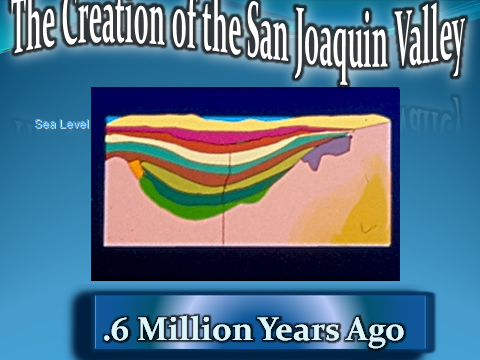 The Creation of the San Joaquin Valley
Sea Level
.6 Million Years Ago